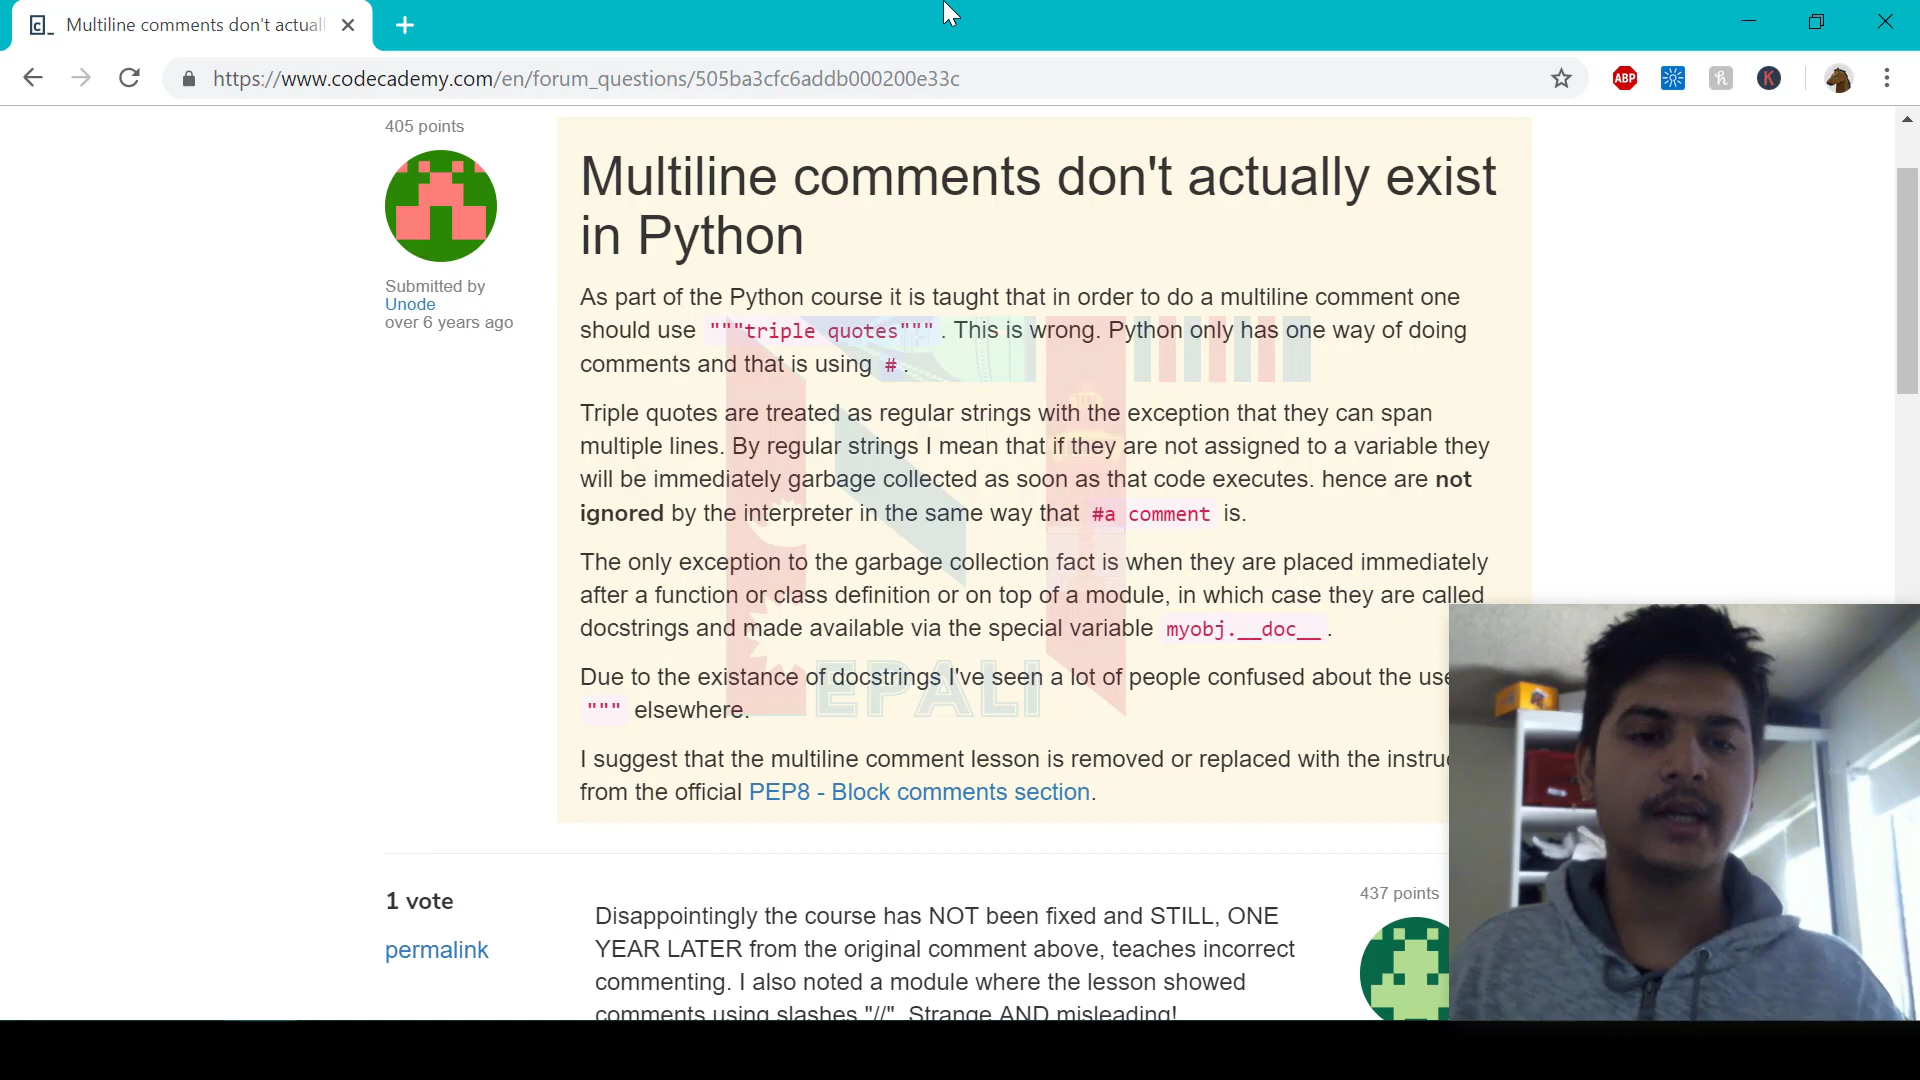 Multiline comments don't actual
https://www.codecademy.com/en/forum_questions/505ba3cfc6addb000200e33c
ABP
h
K
405 points
Submitted by
Unode
over 6 years ago
Multiline comments don't actually exist
in Python
As part of the Python course it is taught that in order to do a multiline comment one
should use """triple quotes""". This is wrong. Python only has one way of doing
comments and that is using #.
Triple quotes are treated as regular strings with the exception that they can span
multiple lines. By regular strings I mean that if they are not assigned to a variable they
will be immediately garbage collected as soon as that code executes. hence are not
ignored by the interpreter in the same way that #a comment is.
The only exception to the garbage collection fact is when they are placed immediately
after a function or class definition or on top of a module, in which case they are called
docstrings and made available via the special variable myobj.__doc__.
Due to the existance of docstrings I've seen a lot of people confused about the use
""" elsewhere.
EPALI
I suggest that the multiline comment lesson is removed or replaced with the instru
from the official PEP8 - Block comments section.
1 vote
permalink
Disappointingly the course has NOT been fixed and STILL, ONE
YEAR LATER from the original comment above, teaches incorrect
commenting. I also noted a module where the lesson showed
comments using slashes "//". Strange AND misleading!
437 points